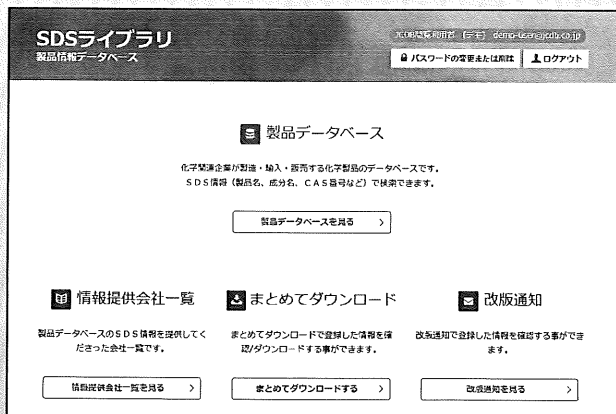 SDSライブラリ
製品情報データベース
[デモ] demo-user@jcdb.co.jp
パスワードの変更または削除
ログアウト
製品データベース
化学関連企業が製造・輸入・販売する化学製品のデータベースです。
SDS情報（製品名、成分名、CAS番号など）で検索できます。
製品データベースを見る
情報提供会社一覧
製品データベースのSDS情報を提供してく
ださった会社一覧です。
情報提供会社一覧を見る
まとめてダウンロード
まとめてダウンロードで登録した情報を確
認/ダウンロードする事ができます。
まとめてダウンロードする
改版通知
改版通知で登録した情報を確認する事ができ
ます。
改版通知を見る